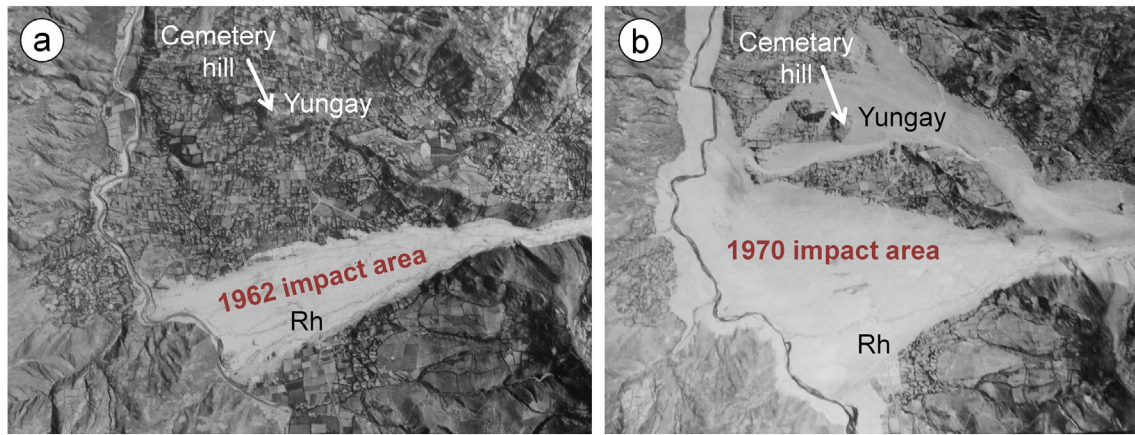 a
Cemetery
hill
Yungay
1962 impact area
Rh
b
Cemetary
hill
Yungay
1970 impact area
Rh